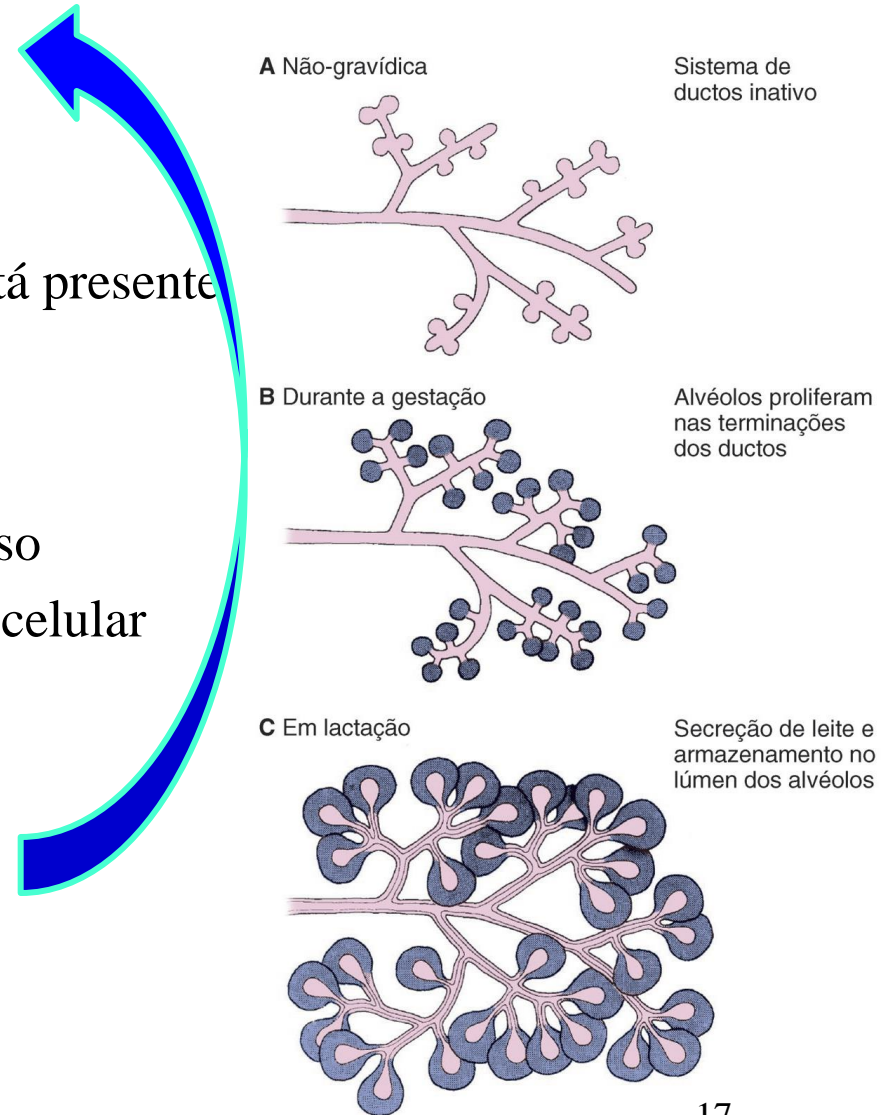 A Não-gravídica
Sistema de
ductos inativo
tá presente
B Durante a gestação
Alvéolos proliferam
nas terminações
dos ductos
so
celular
C Em lactação
Secreção de leite e
armazenamento no
lúmen dos alvéolos
17